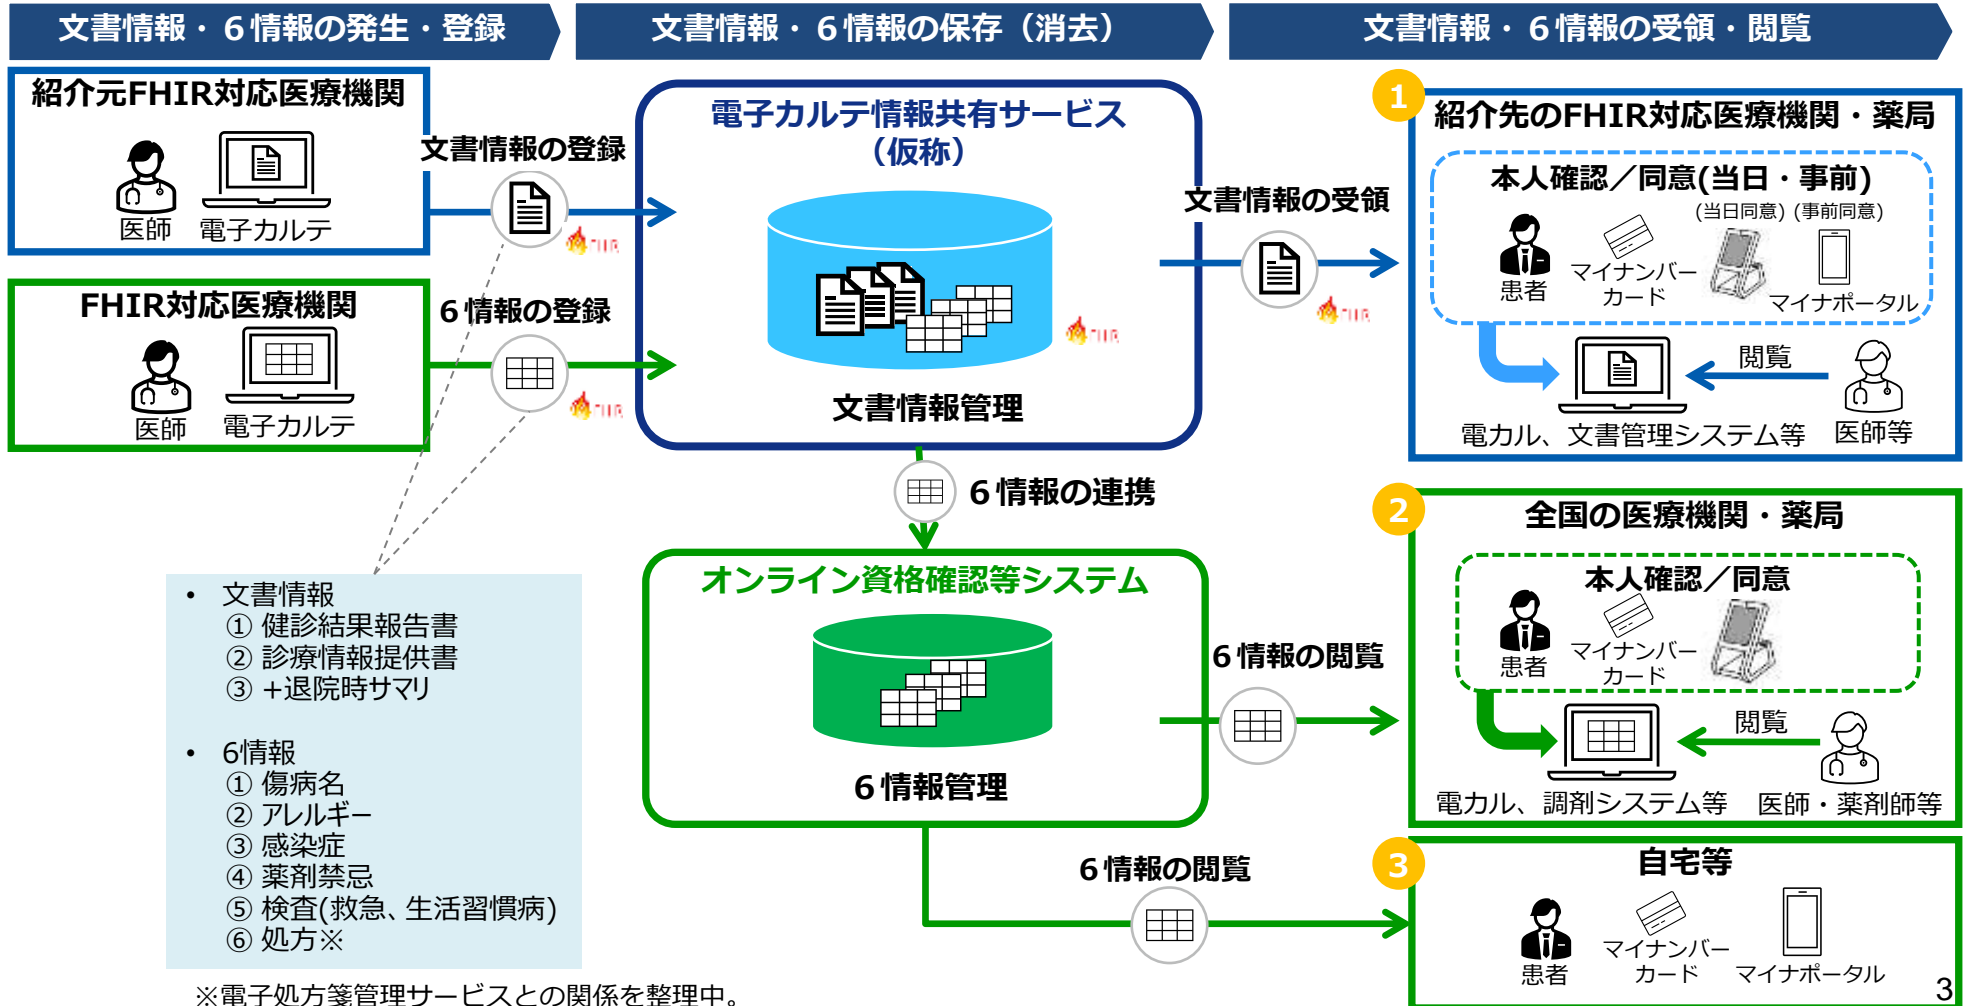 文書情報・６情報の発生・登録
文書情報・６情報の保存（消去）
文書情報・６情報の受領・閲覧
紹介元FHIR対応医療機関
医師
電子カルテ
文書情報の登録
FHIR対応医療機関
医師
電子カルテ
６情報の登録
電子カルテ情報共有サービス
（仮称）
文書情報管理
文書情報の受領
1
紹介先のFHIR対応医療機関・薬局
本人確認／同意(当日・事前)
(当日同意)
(事前同意)
患者
マイナンバー
カード
マイナポータル
閲覧
電カル、文書管理システム等
医師等
６情報の連携
オンライン資格確認等システム
６情報管理
６情報の閲覧
2
全国の医療機関・薬局
本人確認／同意
患者
マイナンバー
カード
閲覧
電カル、調剤システム等
医師・薬剤師等
６情報の閲覧
3
自宅等
患者
マイナンバー
カード
マイナポータル
• 文書情報
① 健診結果報告書
② 診療情報提供書
③ +退院時サマリ
• 6情報
① 傷病名
② アレルギー
③ 感染症
④ 薬剤禁忌
⑤ 検査(救急、生活習慣病)
⑥ 処方※
※電子処方箋管理サービスとの関係を整理中。
3